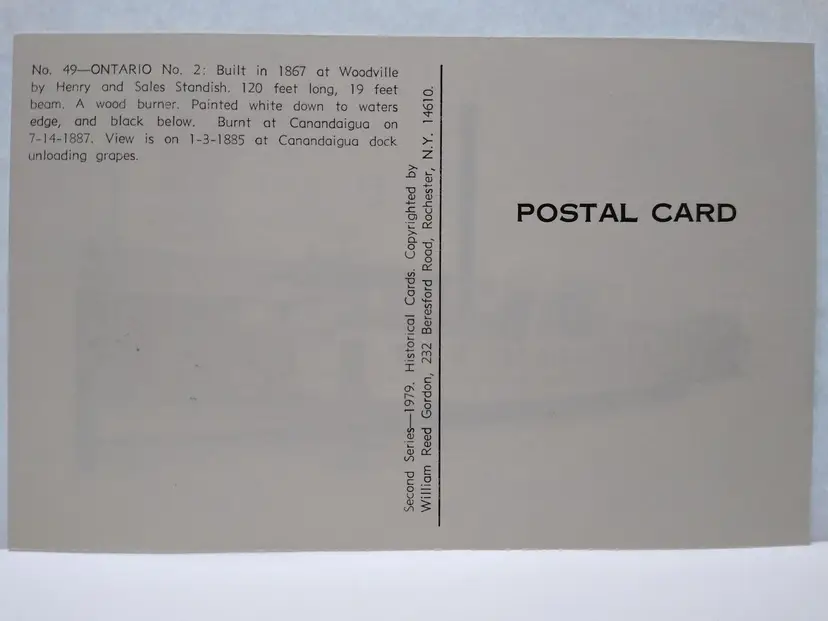 No. 49—ONTARIO No. 2: Built in 1867 at Woodville
by Henry and Sales Standish. 120 feet long, 19 feet
beam. A wood burner. Painted white down to waters
edge, and black below. Burnt at Canandaigua on
7-14-1887. View is on 1-3-1885 at Canandaigua dock
unloading grapes.
Second Series—1979. Historical Cards. Copyrighted by
William Reed Gordon, 232 Beresford Road, Rochester, N.Y. 14610.
POSTAL CARD